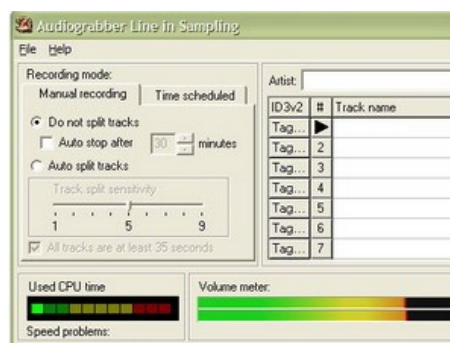 Audiograbber Line in Sampling
File Help
Recording mode:
Manual recording Time scheduled
Do not split tracks
Auto stop after 30 minutes
Auto split tracks
Track split sensitivity
1 5 9
All tracks are at least 35 seconds
Artist:
ID3v2 # Track name
Tag...
Tag... 2
Tag... 3
Tag... 4
Tag... 5
Tag... 6
Tag... 7
Used CPU time
Volume meter:
Speed problems: